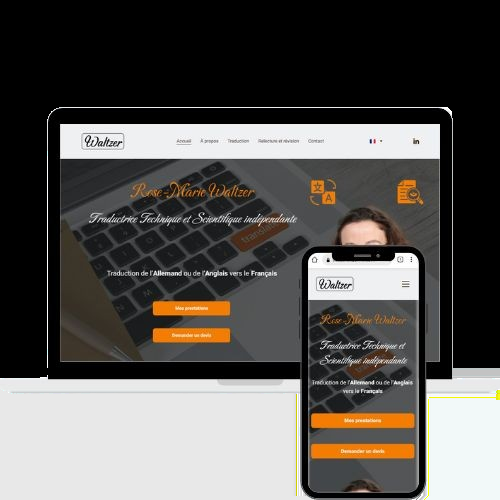 Waltzer
Accueil À propos Traduction Relecture et révision Contact
in
Rose-Marie Waltzer
Traductrice Technique et Scientifique indépendante
translate
Traduction de l'Allemand ou de l'Anglais vers le Français
Mes prestations
Demander un devis
Waltzer
Rose-Marie Waltzer
Traductrice Technique et
Scientifique indépendante
Traduction de l'Allemand ou de l'Anglais
vers le Français
Mes prestations
Demander un devis